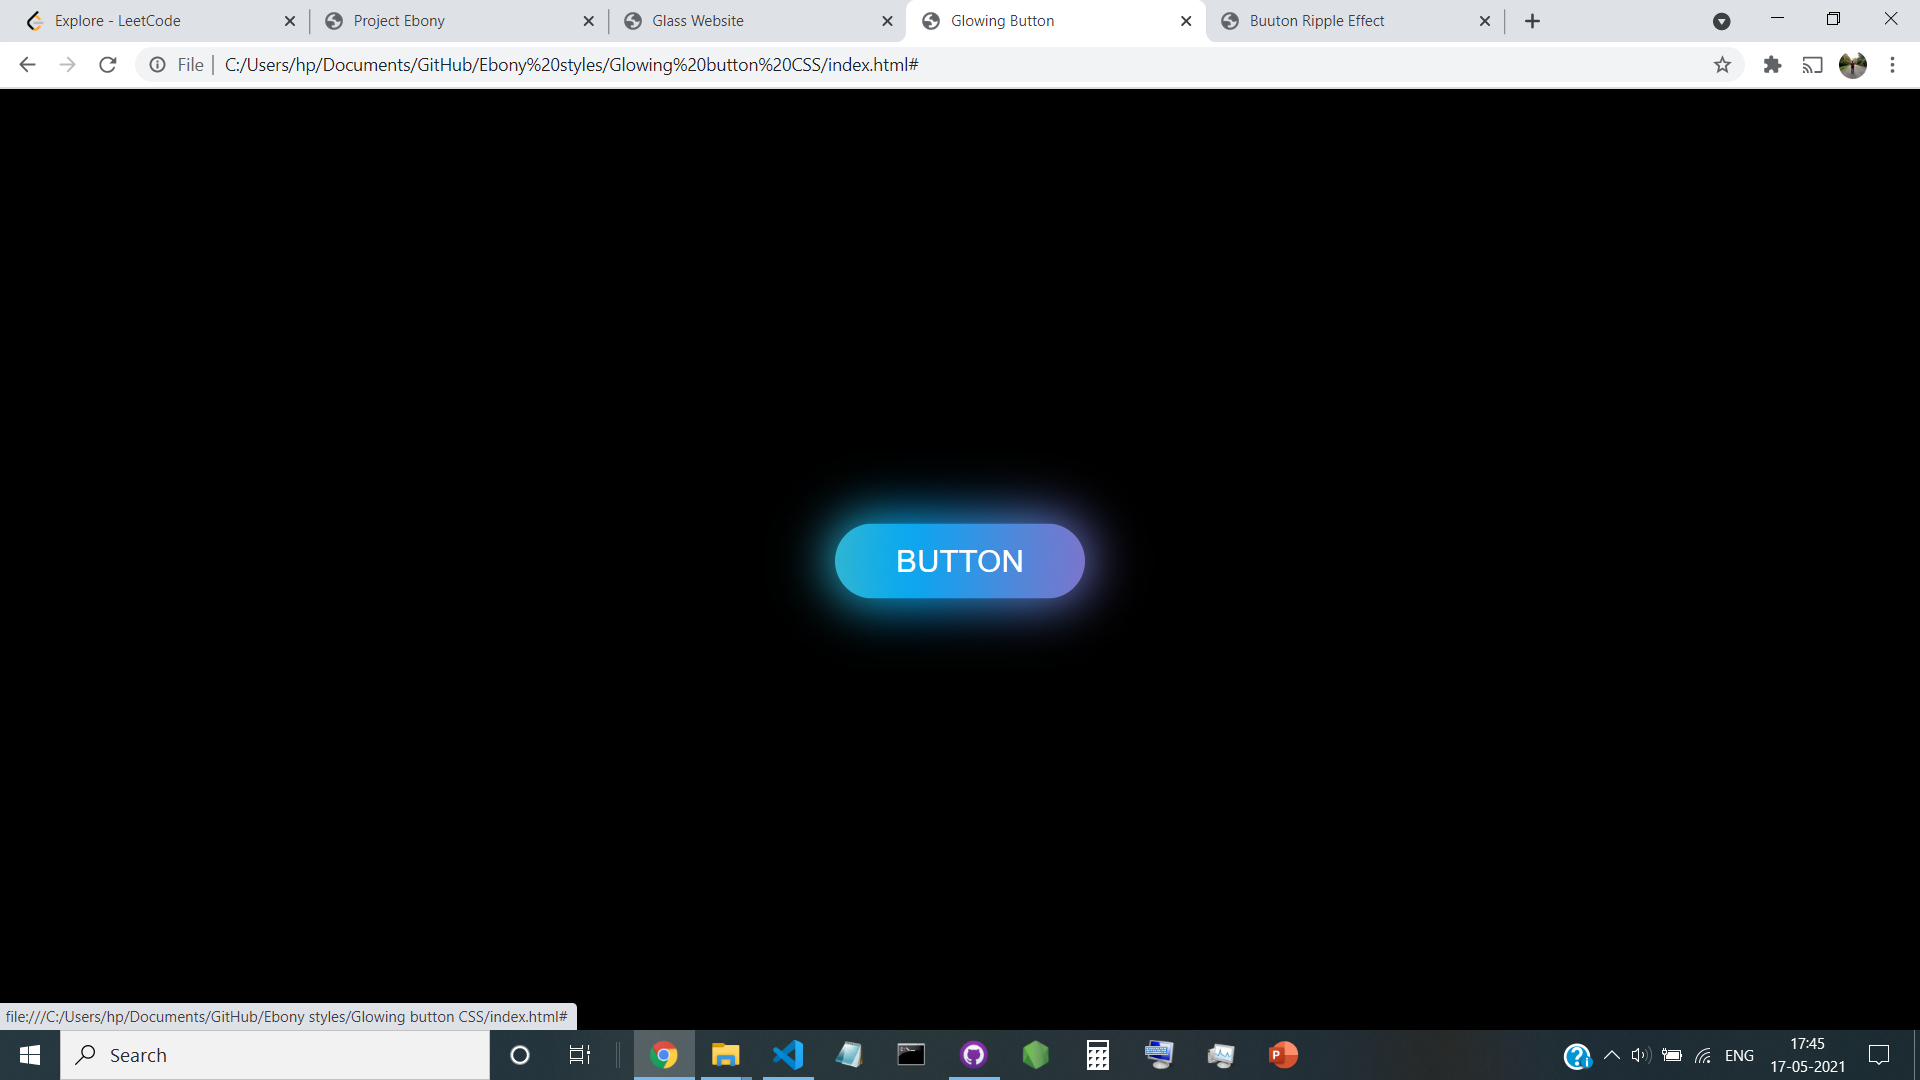 Explore - LeetCode
Project Ebony
Glass Website
Glowing Button
Buuton Ripple Effect
File
C:/Users/hp/Documents/GitHub/Ebony%20styles/Glowing%20button%20CSS/index.html#
BUTTON
file:///C:/Users/hp/Documents/GitHub/Ebony styles/Glowing button CSS/index.html#
Search
ENG
17:45
17-05-2021